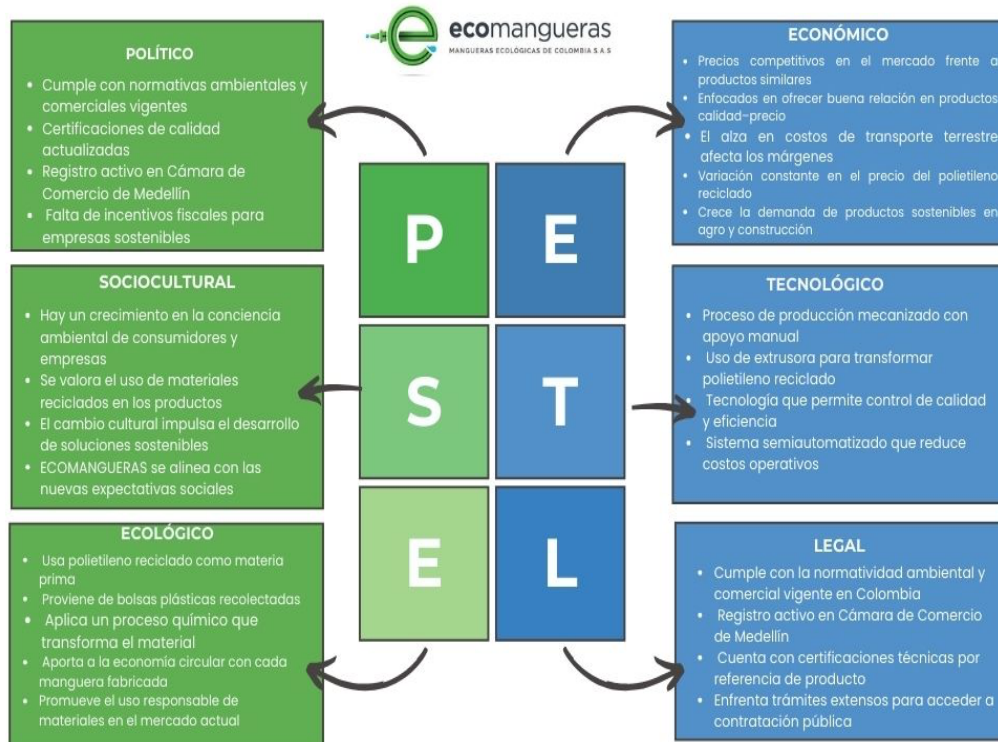 ecomangueras
MANGUERAS ECOLÓGICAS DE COLOMBIA S.A.S
POLÍTICO
• Cumple con normativas ambientales y
comerciales vigentes
• Certificaciones de calidad
actualizadas
• Registro activo en Cámara de
Comercio de Medellín
• Falta de incentivos fiscales para
empresas sostenibles
ECONÓMICO
• Precios competitivos en el mercado frente a
productos similares
• Enfocados en ofrecer buena relación en productos
calidad-precio
• El alza en costos de transporte terrestre
afecta los márgenes
• Variación constante en el precio del polietileno
reciclado
• Crece la demanda de productos sostenibles en
agro y construcción
P E
SOCIOCULTURAL
• Hay un crecimiento en la conciencia
ambiental de consumidores y
empresas
• Se valora el uso de materiales
reciclados en los productos
• El cambio cultural impulsa el desarrollo
de soluciones sostenibles
• ECOMANGUERAS se alinea con las
nuevas expectativas sociales
S T
TECNOLÓGICO
• Proceso de producción mecanizado con
apoyo manual
• Uso de extrusora para transformar
polietileno reciclado
• Tecnología que permite control de calidad
y eficiencia
• Sistema semiautomatizado que reduce
costos operativos
ECOLÓGICO
• Usa polietileno reciclado como materia
prima
• Proviene de bolsas plásticas recolectadas
• Aplica un proceso químico que
transforma el material
• Aporta a la economía circular con cada
manguera fabricada
• Promueve el uso responsable de
materiales en el mercado actual
E L
LEGAL
• Cumple con la normatividad ambiental y
comercial vigente en Colombia
• Registro activo en Cámara de Comercio
de Medellín
• Cuenta con certificaciones técnicas por
referencia de producto
• Enfrenta trámites extensos para acceder a
contratación pública